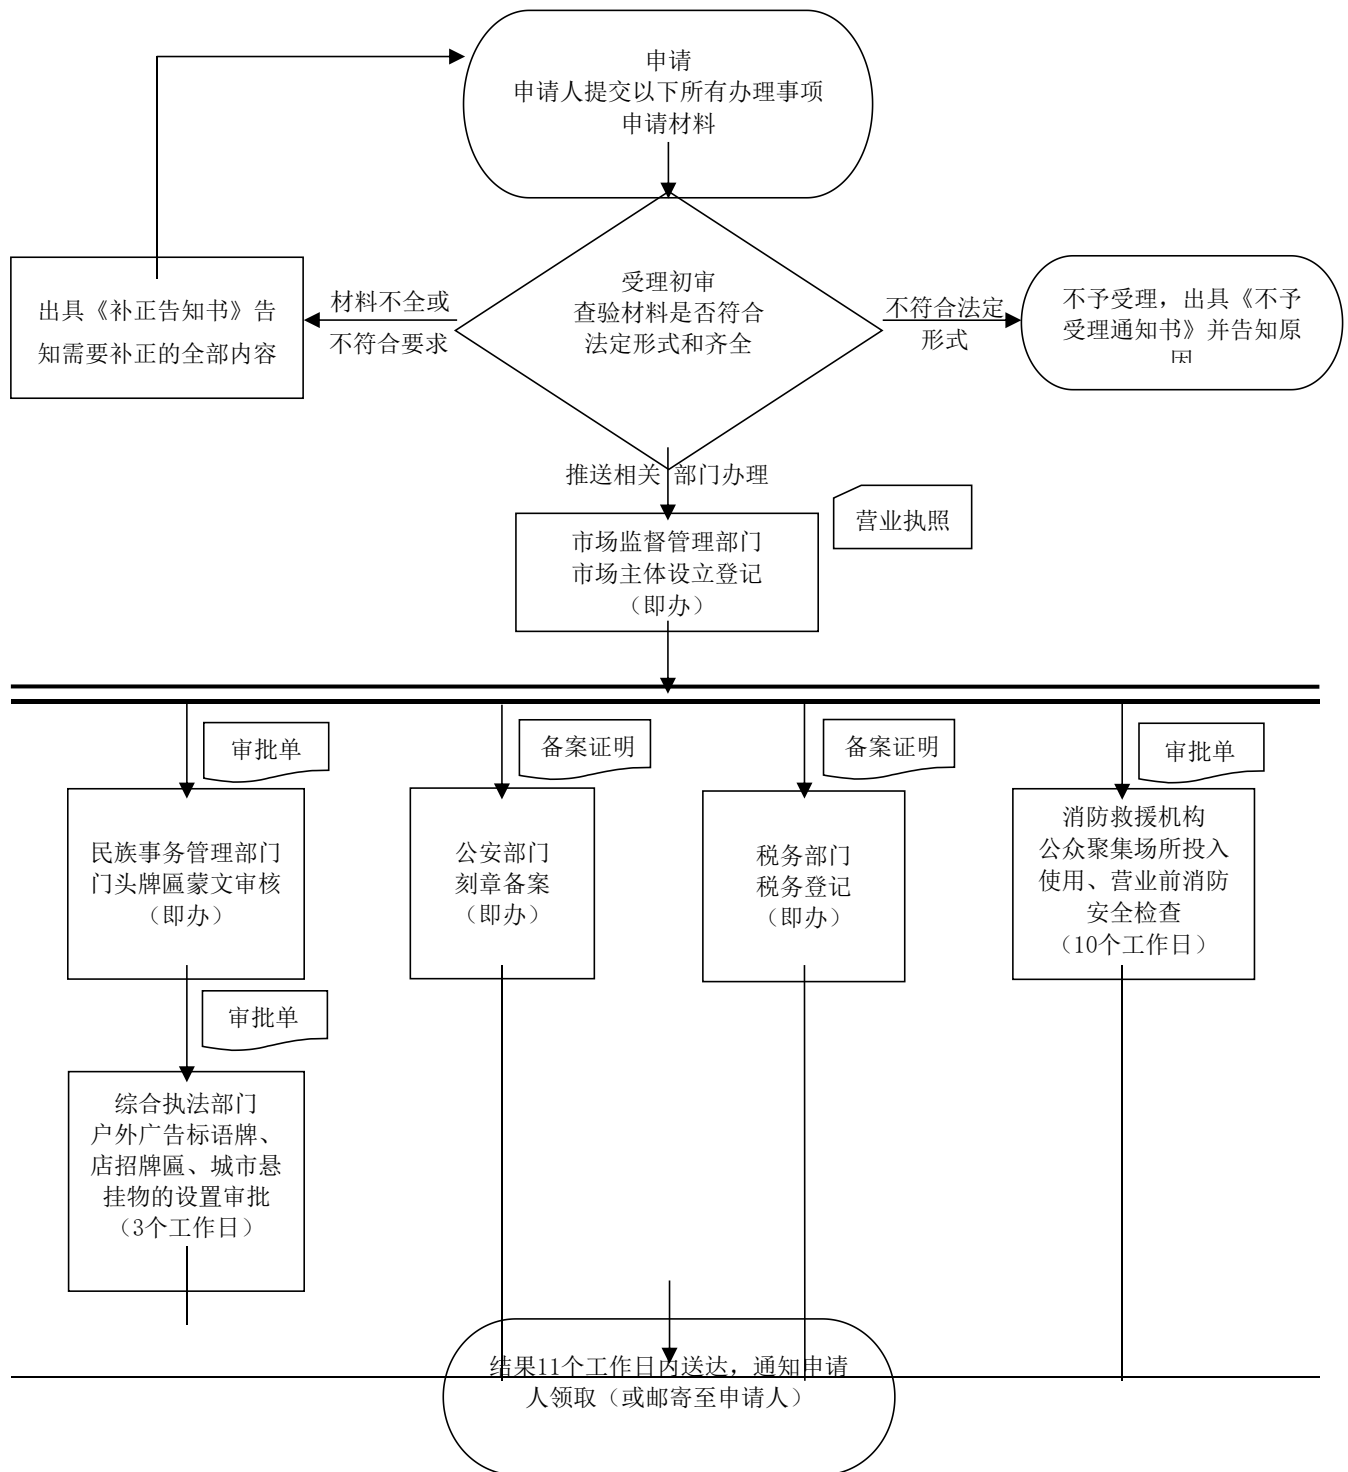 申请
申请人提交以下所有办理事项
申请材料
受理初审
查验材料是否符合
法定形式和齐全
材料不全或
不符合要求
出具《补正告知书》告
知需要补正的全部内容
不符合法定
形式
不予受理，出具《不予
受理通知书》并告知原
因
推送相关 部门办理
营业执照
市场监督管理部门
市场主体设立登记
（即办）
审批单
备案证明
备案证明
审批单
民族事务管理部门
门头牌匾蒙文审核
（即办）
公安部门
刻章备案
（即办）
税务部门
税务登记
（即办）
消防救援机构
公众聚集场所投入
使用、营业前消防
安全检查
（10个工作日）
审批单
综合执法部门
户外广告标语牌、
店招牌匾、城市悬
挂物的设置审批
（3个工作日）
结果11个工作日内送达，通知申请
人领取（或邮寄至申请人）